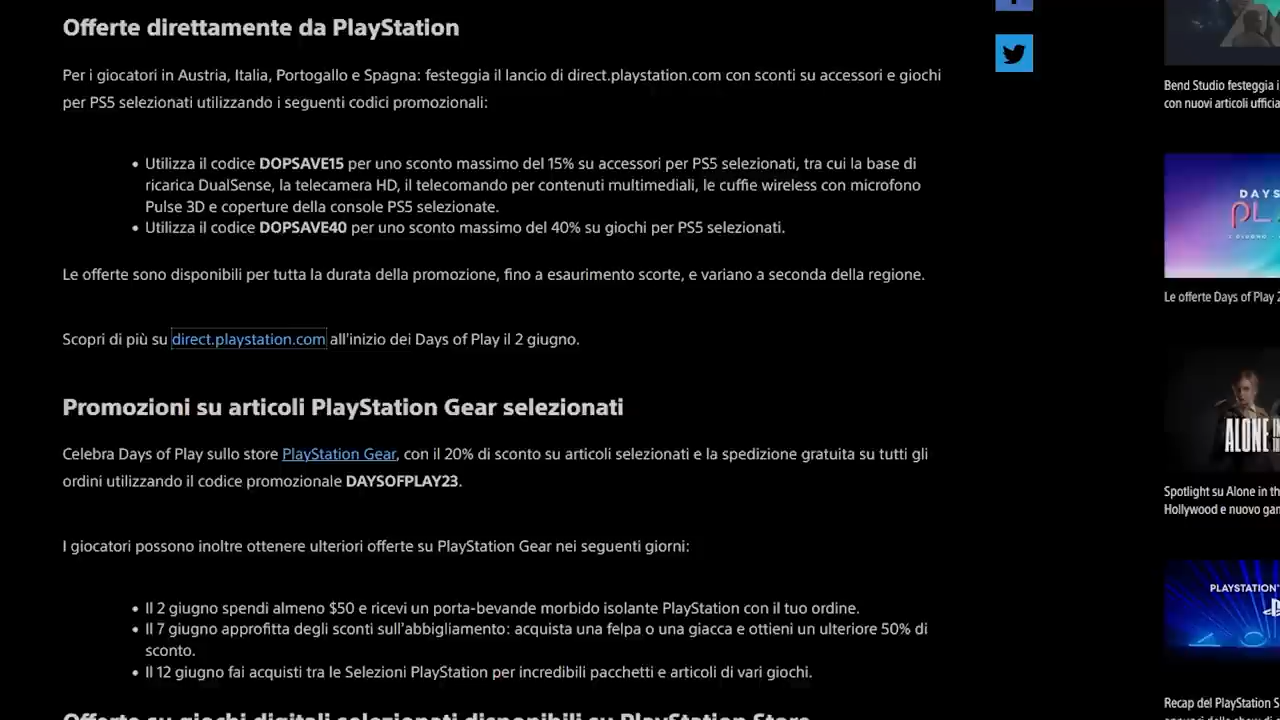 Offerte direttamente da PlayStation
Per i giocatori in Austria, Italia, Portogallo e Spagna: festeggia il lancio di direct.playstation.com con sconti su accessori e giochi
per PS5 selezionati utilizzando i seguenti codici promozionali:
• Utilizza il codice DOPSAVE15 per uno sconto massimo del 15% su accessori per PS5 selezionati, tra cui la base di
ricarica DualSense, la telecamera HD, il telecomando per contenuti multimediali, le cuffie wireless con microfono
Pulse 3D e coperture della console PS5 selezionate.
• Utilizza il codice DOPSAVE40 per uno sconto massimo del 40% su giochi per PS5 selezionati.
Le offerte sono disponibili per tutta la durata della promozione, fino a esaurimento scorte, e variano a seconda della regione.
Scopri di più su direct.playstation.com all'inizio dei Days of Play il 2 giugno.
Promozioni su articoli PlayStation Gear selezionati
Celebra Days of Play sullo store PlayStation Gear, con il 20% di sconto su articoli selezionati e la spedizione gratuita su tutti gli
ordini utilizzando il codice promozionale DAYSOFPLAY23.
I giocatori possono inoltre ottenere ulteriori offerte su PlayStation Gear nei seguenti giorni:
• Il 2 giugno spendi almeno $50 e ricevi un porta-bevande morbido isolante PlayStation con il tuo ordine.
• Il 7 giugno approfitta degli sconti sull'abbigliamento: acquista una felpa o una giacca e ottieni un ulteriore 50% di
sconto.
• Il 12 giugno fai acquisti tra le Selezioni PlayStation per incredibili pacchetti e articoli di vari giochi.
Offerte su giochi digitali selezionati disponibili su PlayStation Store
Bend Studio festeggia i
con nuovi articoli ufficia
DAYS
PL
Le offerte Days of Play 2
ALONE IN
Spotlight su Alone in th
Hollywood e nuovo gam
PLAYSTATION
Recap del PlayStation S